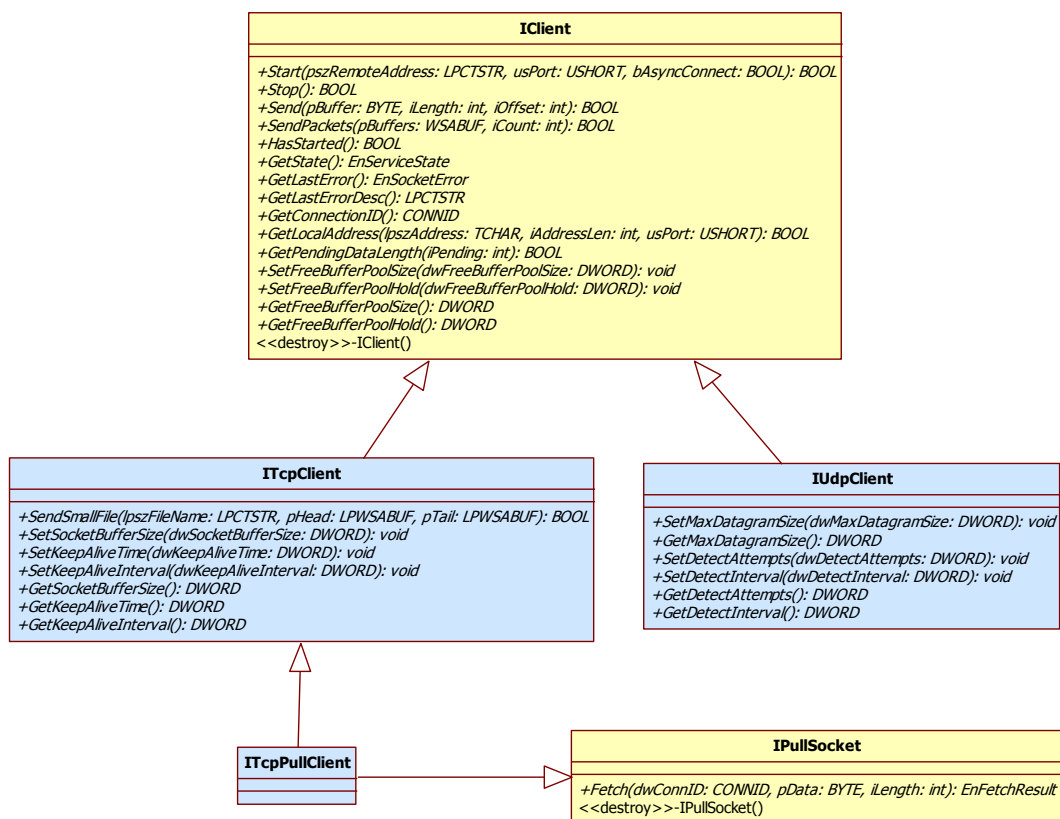 IClient
+Start(pszRemoteAddress: LPCTSTR, usPort: USHORT, bAsyncConnect: BOOL): BOOL
+Stop(): BOOL
+Send(pBuffer: BYTE, iLength: int, iOffset: int): BOOL
+SendPackets(pBuffers: WSABUF, iCount: int): BOOL
+HasStarted(): BOOL
+GetState(): EnServiceState
+GetLastError(): EnSocketError
+GetLastErrorDesc(): LPCTSTR
+GetConnectionID(): CONNID
+GetLocalAddress(lpszAddress: TCHAR, iAddressLen: int, usPort: USHORT): BOOL
+GetPendingDataLength(iPending: int): BOOL
+SetFreeBufferPoolSize(dwFreeBufferPoolSize: DWORD): void
+SetFreeBufferPoolHold(dwFreeBufferPoolHold: DWORD): void
+GetFreeBufferPoolSize(): DWORD
+GetFreeBufferPoolHold(): DWORD
<<destroy>>-IClient()
ITcpClient
+SendSmallFile(lpszFileName: LPCTSTR, pHead: LPWSABUF, pTail: LPWSABUF): BOOL
+SetSocketBufferSize(dwSocketBufferSize: DWORD): void
+SetKeepAliveTime(dwKeepAliveTime: DWORD): void
+SetKeepAliveInterval(dwKeepAliveInterval: DWORD): void
+GetSocketBufferSize(): DWORD
+GetKeepAliveTime(): DWORD
+GetKeepAliveInterval(): DWORD
IUdpClient
+SetMaxDatagramSize(dwMaxDatagramSize: DWORD): void
+GetMaxDatagramSize(): DWORD
+SetDetectAttempts(dwDetectAttempts: DWORD): void
+SetDetectInterval(dwDetectInterval: DWORD): void
+GetDetectAttempts(): DWORD
+GetDetectInterval(): DWORD
ITcpPullClient
IPullSocket
+Fetch(dwConnID: CONNID, pData: BYTE, iLength: int): EnFetchResult
<<destroy>>-IPullSocket()